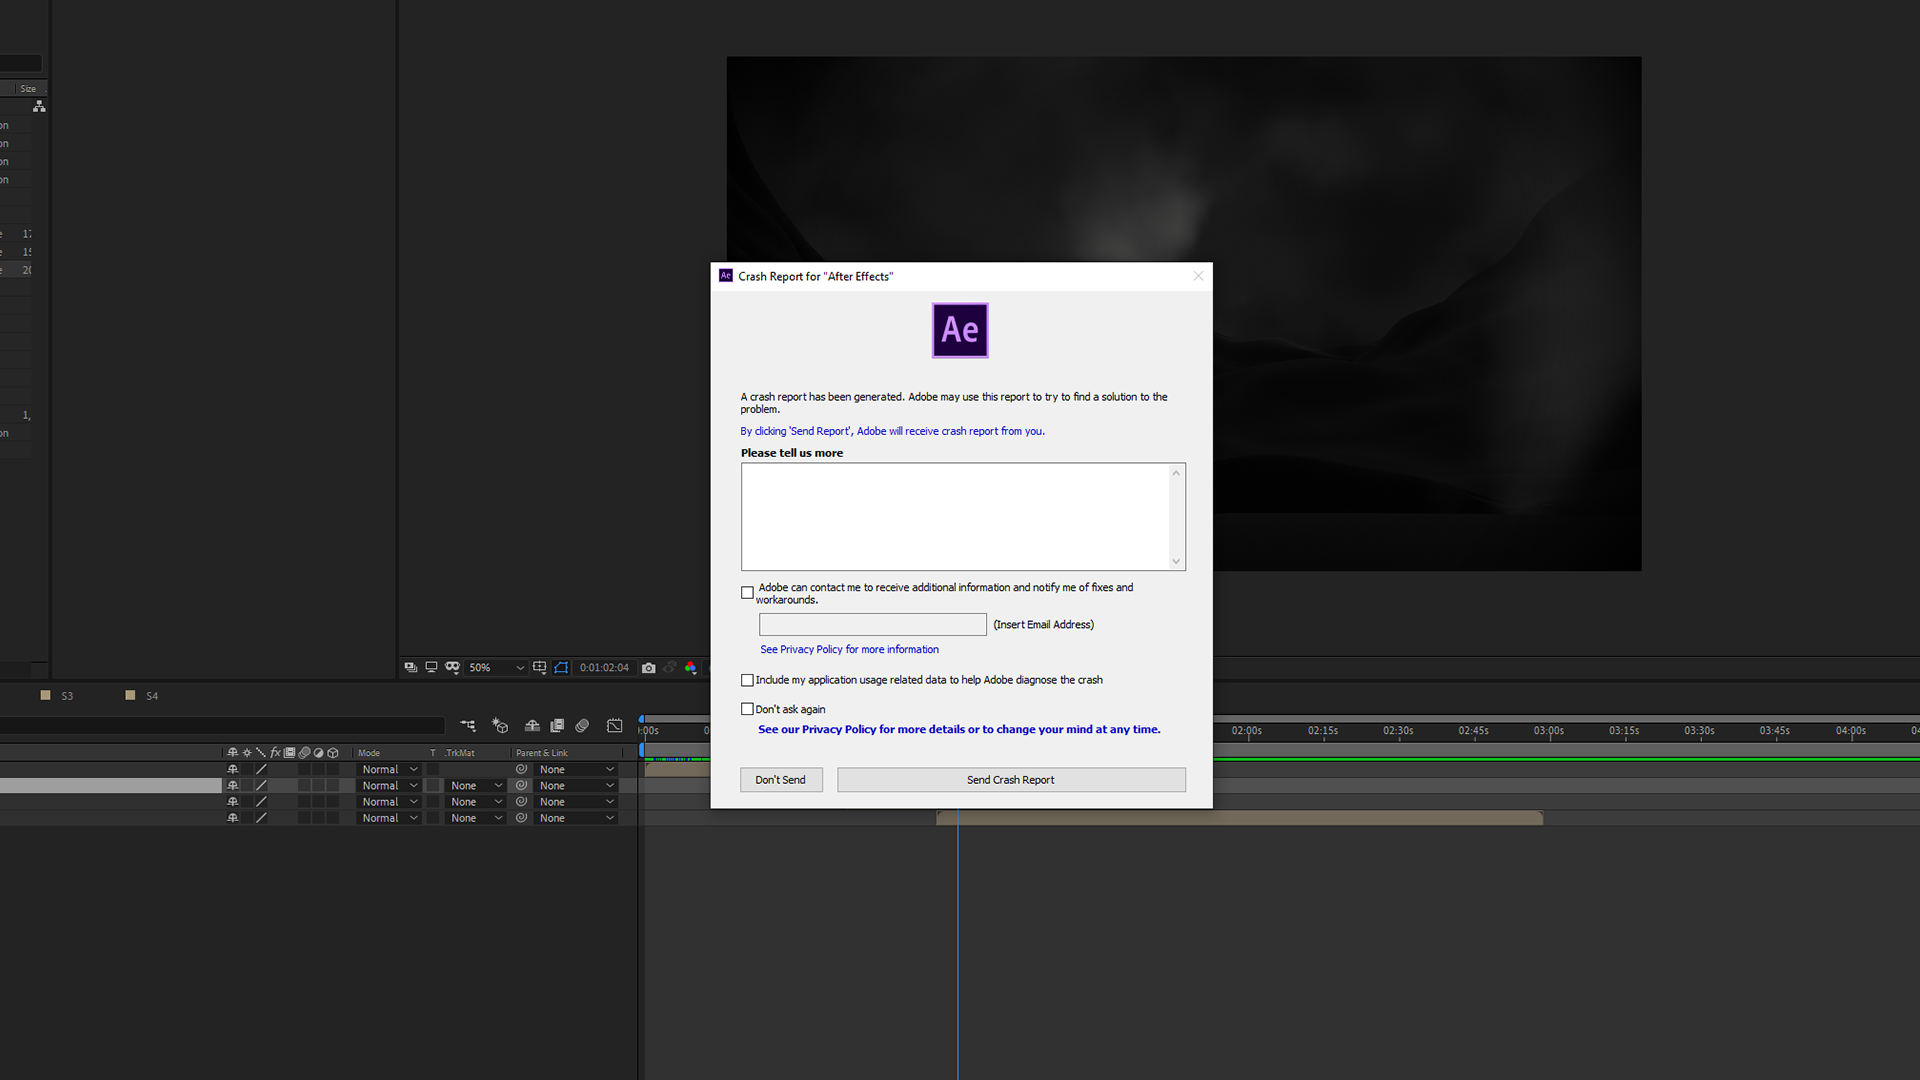 Size
on
on
on
on
17
15
20
1,
on
Crash Report for "After Effects"
Ae
A crash report has been generated. Adobe may use this report to try to find a solution to the
problem.
By clicking 'Send Report', Adobe will receive crash report from you.
Please tell us more
Adobe can contact me to receive additional information and notify me of fixes and
workarounds.
(Insert Email Address)
See Privacy Policy for more information
Include my application usage related data to help Adobe diagnose the crash
Don't ask again
See our Privacy Policy for more details or to change your mind at any time.
Don't Send Send Crash Report
50% 0:01:02:04
S3 S4
:00s 02:00s 02:15s 02:30s 02:45s 03:00s 03:15s 03:30s 03:45s 04:00s
fx Mode T .TrkMat Parent & Link
Normal None
Normal None None
Normal None None
Normal None None